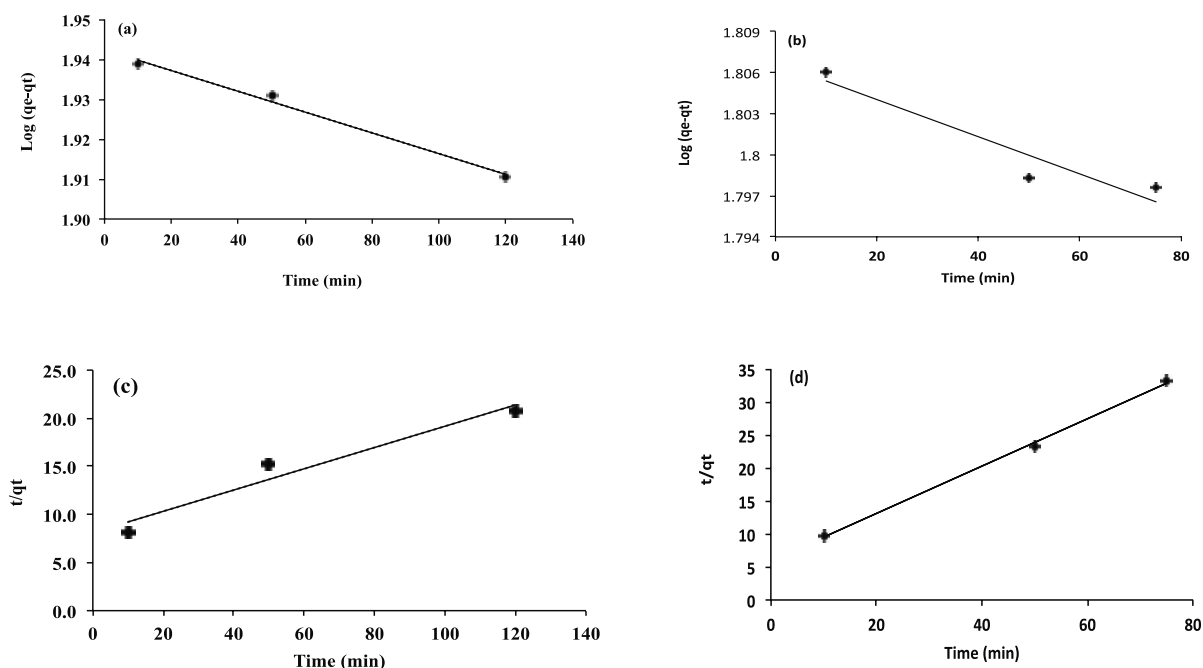 (a)
1.95
1.94
1.93
1.92
1.91
1.90
Log (qe-qt)
0 20 40 60 80 100 120 140
Time (min)
(b)
1.809
1.806
1.803
1.8
1.797
1.794
Log (qe-qt)
0 20 40 60 80
Time (min)
(c)
25.0
20.0
15.0
10.0
5.0
0.0
t/qt
0 20 40 60 80 100 120 140
Time (min)
(d)
35
30
25
20
15
10
5
0
t/qt
0 20 40 60 80
Time (min)